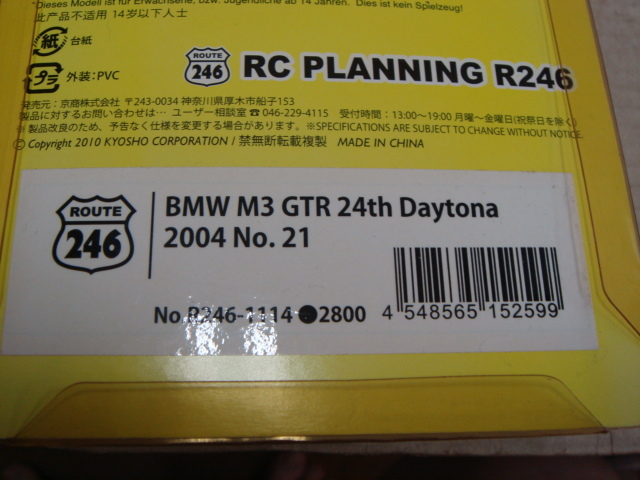 *Dieses Modell ist für Erwachsene, bzw. Jugendliche ab 14 Jahren. Dies ist kein Spielzeug!
此产品不适用 14岁以下人士
紙 台紙
プラ 外装:PVC
ROUTE 246 RC PLANNING R246
発売元:京商株式会社 〒243-0034 神奈川県厚木市船子153
製品に対するお問い合わせは… ユーザー相談室 ☎ 046-229-4115 受付時間:13:00~19:00 月曜~金曜日(祝祭日を除く)
※製品改良のため、予告なく仕様を変更する場合があります。※SPECIFICATIONS ARE SUBJECT TO CHANGE WITHOUT NOTICE.
© Copyright 2010 KYOSHO CORPORATION / 禁無断転載複製 MADE IN CHINA
ROUTE
246
BMW M3 GTR 24th Daytona
2004 No. 21
No.R246-1114 ●2800
4 548565 152599